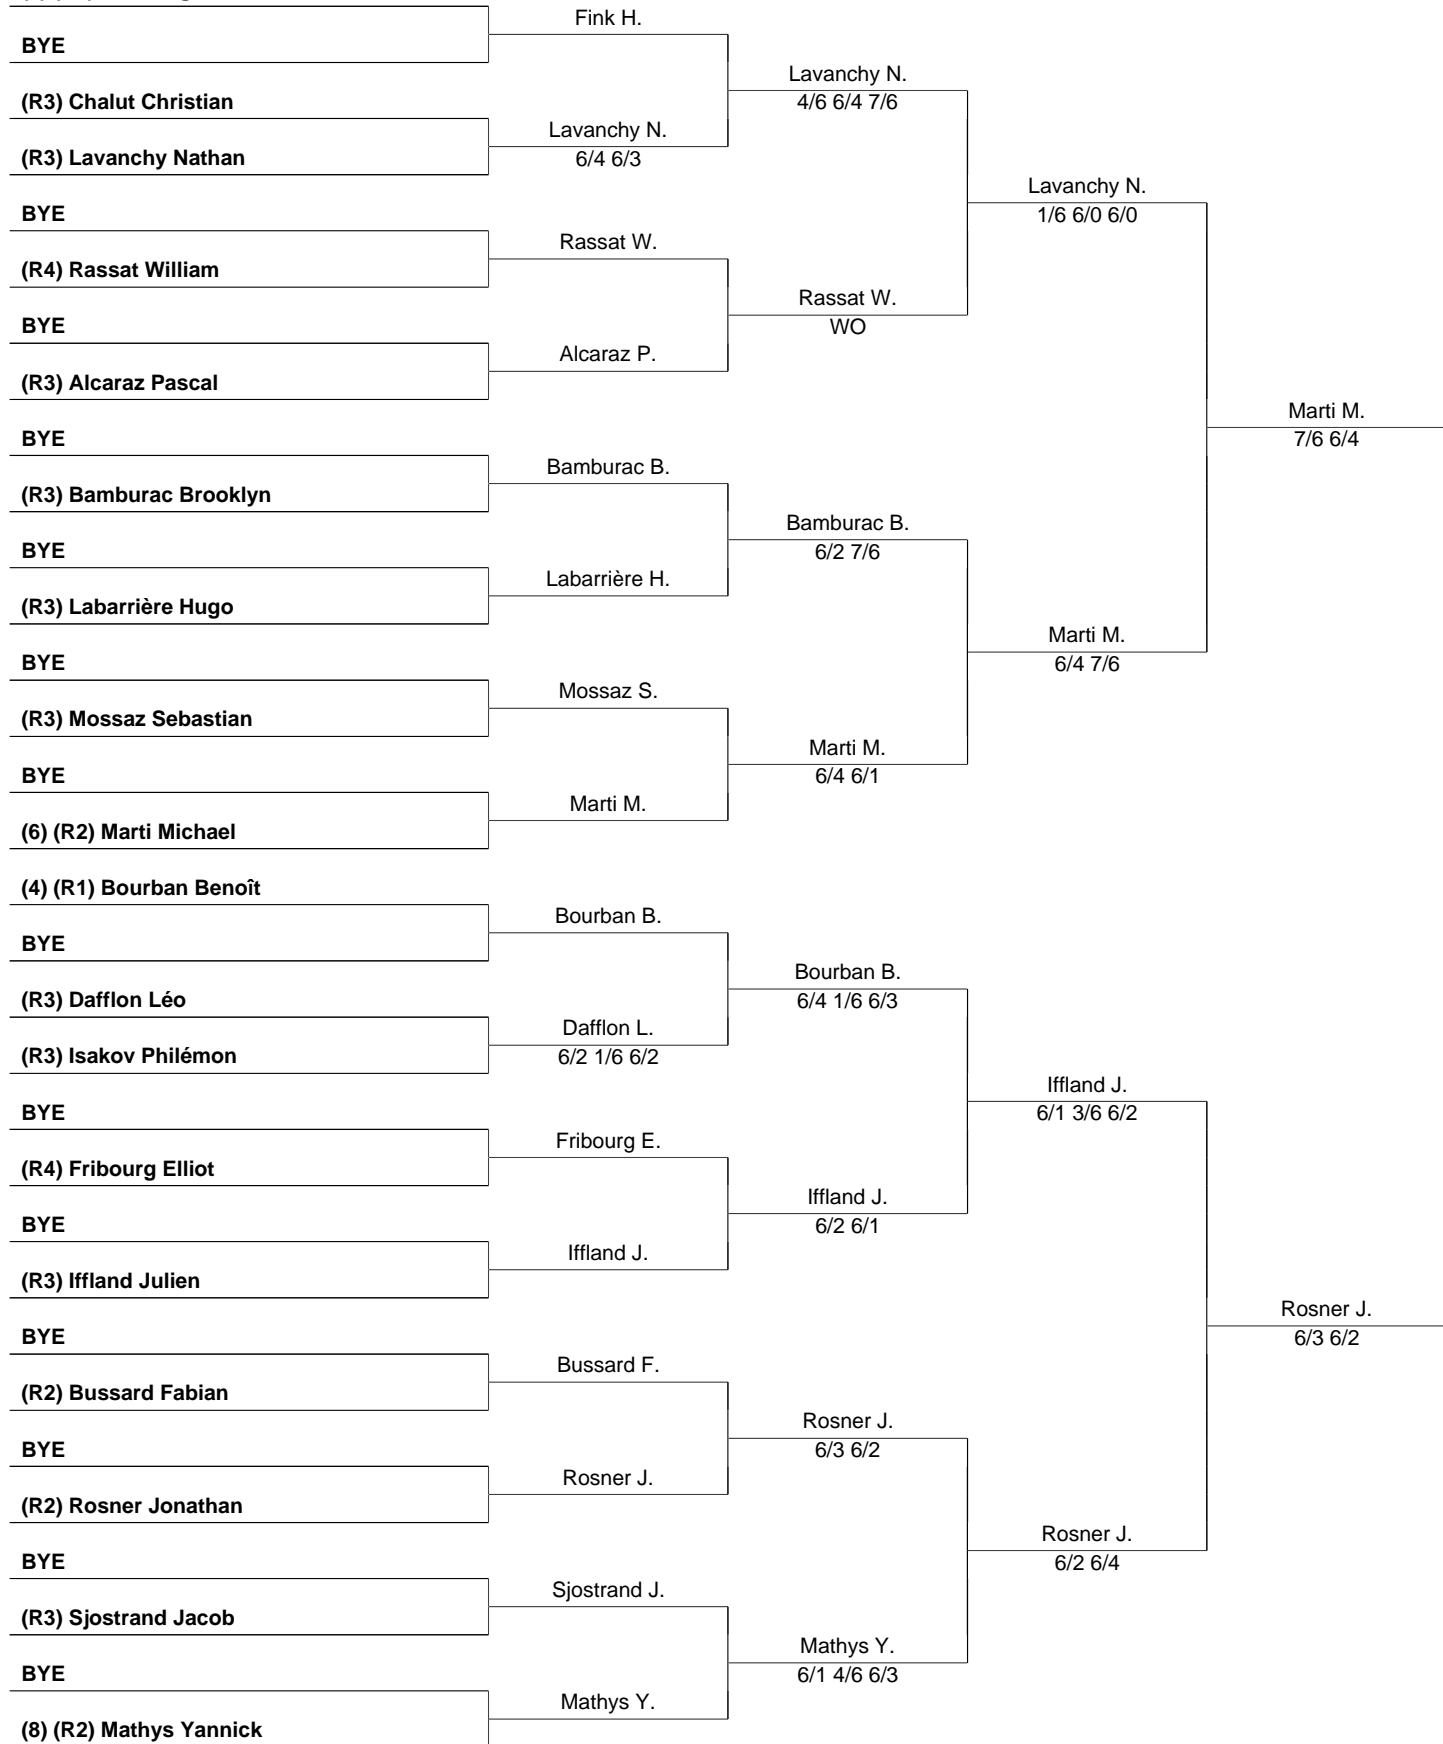 Fink H.
BYE
Lavanchy N.
(R3) Chalut Christian
4/6 6/4 7/6
Lavanchy N.
(R3) Lavanchy Nathan
6/4 6/3
Lavanchy N.
BYE
1/6 6/0 6/0
Rassat W.
(R4) Rassat William
Rassat W.
BYE
WO
Alcaraz P.
(R3) Alcaraz Pascal
Marti M.
BYE
7/6 6/4
Bamburac B.
(R3) Bamburac Brooklyn
Bamburac B.
BYE
6/2 7/6
Labarrière H.
(R3) Labarrière Hugo
Marti M.
BYE
6/4 7/6
Mossaz S.
(R3) Mossaz Sebastian
Marti M.
BYE
6/4 6/1
Marti M.
(6) (R2) Marti Michael
(4) (R1) Bourban Benoît
Bourban B.
BYE
Bourban B.
(R3) Dafflon Léo
6/4 1/6 6/3
Dafflon L.
(R3) Isakov Philémon
6/2 1/6 6/2
Iffland J.
BYE
6/1 3/6 6/2
Fribourg E.
(R4) Fribourg Elliot
Iffland J.
BYE
6/2 6/1
Iffland J.
(R3) Iffland Julien
Rosner J.
BYE
6/3 6/2
Bussard F.
(R2) Bussard Fabian
Rosner J.
BYE
6/3 6/2
Rosner J.
(R2) Rosner Jonathan
Rosner J.
BYE
6/2 6/4
Sjostrand J.
(R3) Sjostrand Jacob
Mathys Y.
BYE
6/1 4/6 6/3
Mathys Y.
(8) (R2) Mathys Yannick